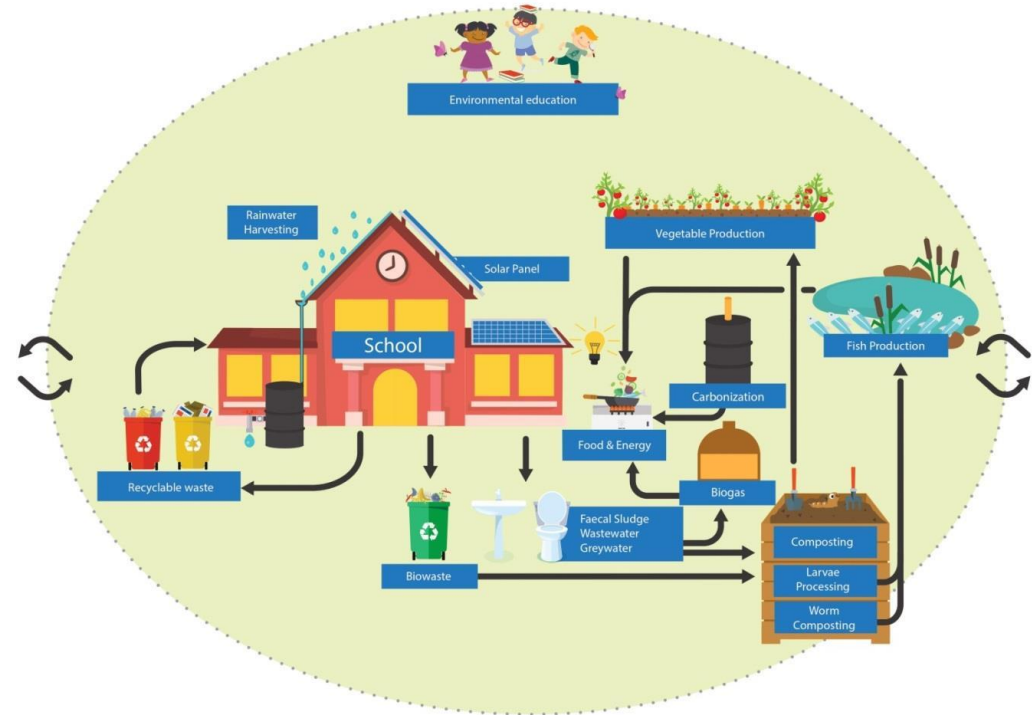 Environmental education
Rainwater
Harvesting
Solar Panel
Vegetable Production
School
Fish Production
Carbonization
Food & Energy
Recyclable waste
Biogas
Faecal Sludge
Wastewater
Greywater
Biowaste
Composting
Larvae
Processing
Worm
Composting